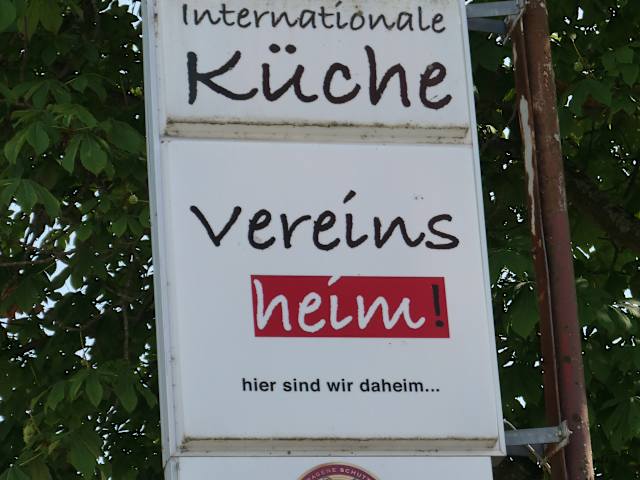 Internationale
Küche
Vereins
heim!
hier sind wir daheim...